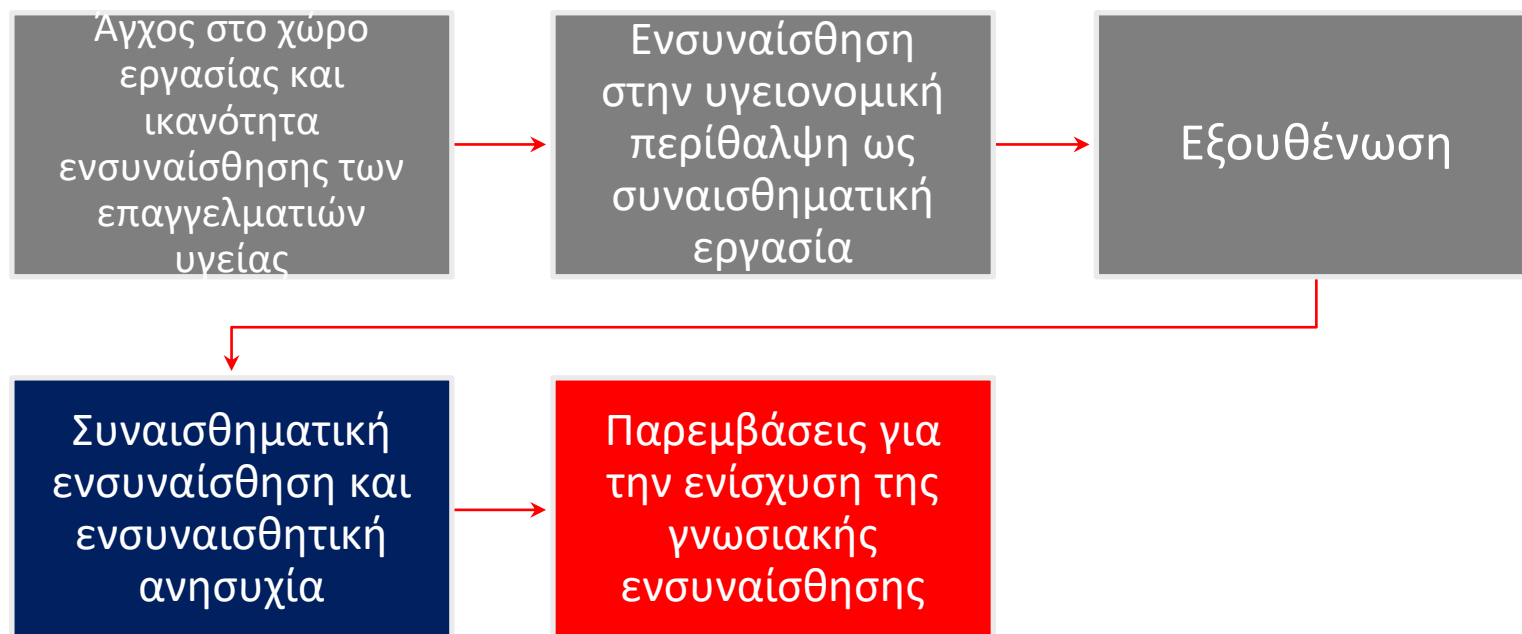 Άγχος στο χώρο
εργασίας και
ικανότητα
ενσυναίσθησης των
επαγγελματιών
υγείας
Ενσυναίσθηση
στην υγειονομική
περίθαλψη ως
συναισθηματική
εργασία
Εξουθένωση
Συναισθηματική
ενσυναίσθηση και
ενσυναισθητική
ανησυχία
Παρεμβάσεις για
την ενίσχυση της
γνωσιακής
ενσυναίσθησης